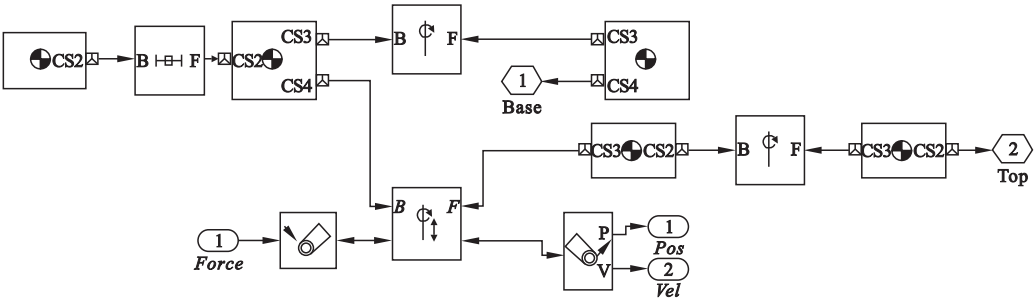 CS2
B F
CS2
CS3
CS4
B F
CS3
CS4
1
Base
CS3 CS2
B F
CS3 CS2
2
Top
B F
1
Force
P
V
1
Pos
2
Vel